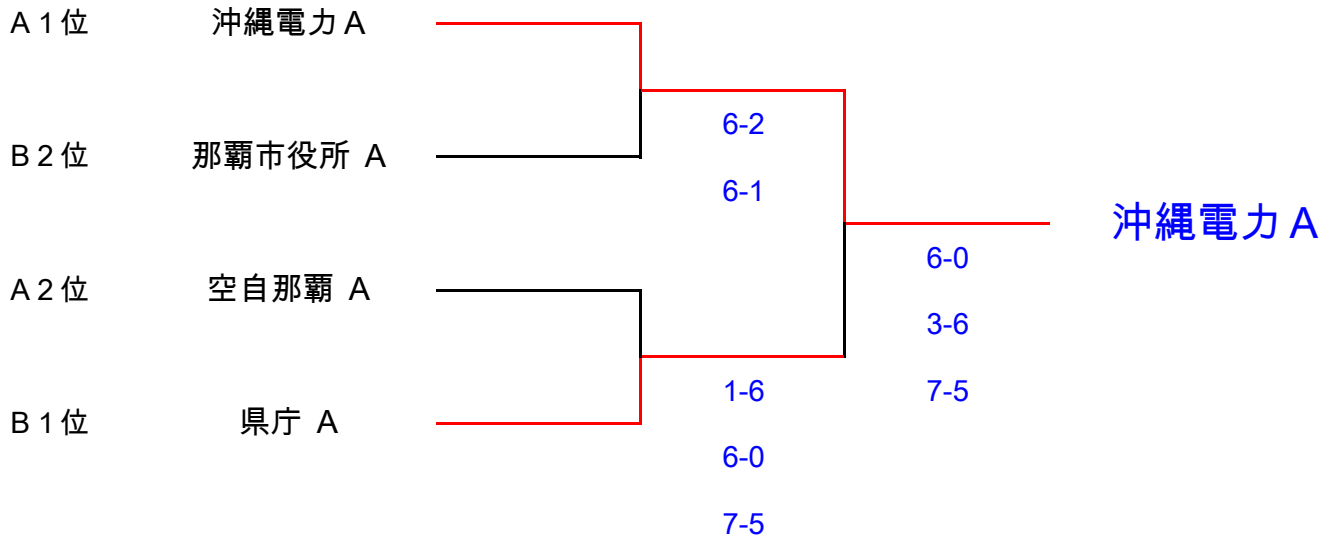 A１位 沖縄電力A
6-2
B２位 那覇市役所 A
6-1
沖縄電力A
6-0
A２位 空自那覇 A
3-6
1-6 7-5
B１位 県庁 A
6-0
7-5